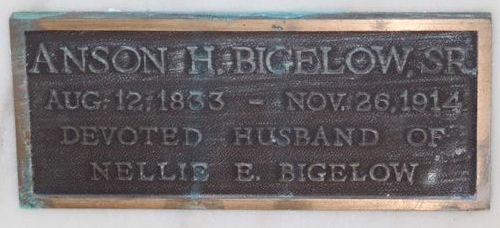 ANSON H. BIGELOW, SR.
AUG. 12, 1833 – NOV. 26, 1914
DEVOTED HUSBAND OF
NELLIE E. BIGELOW